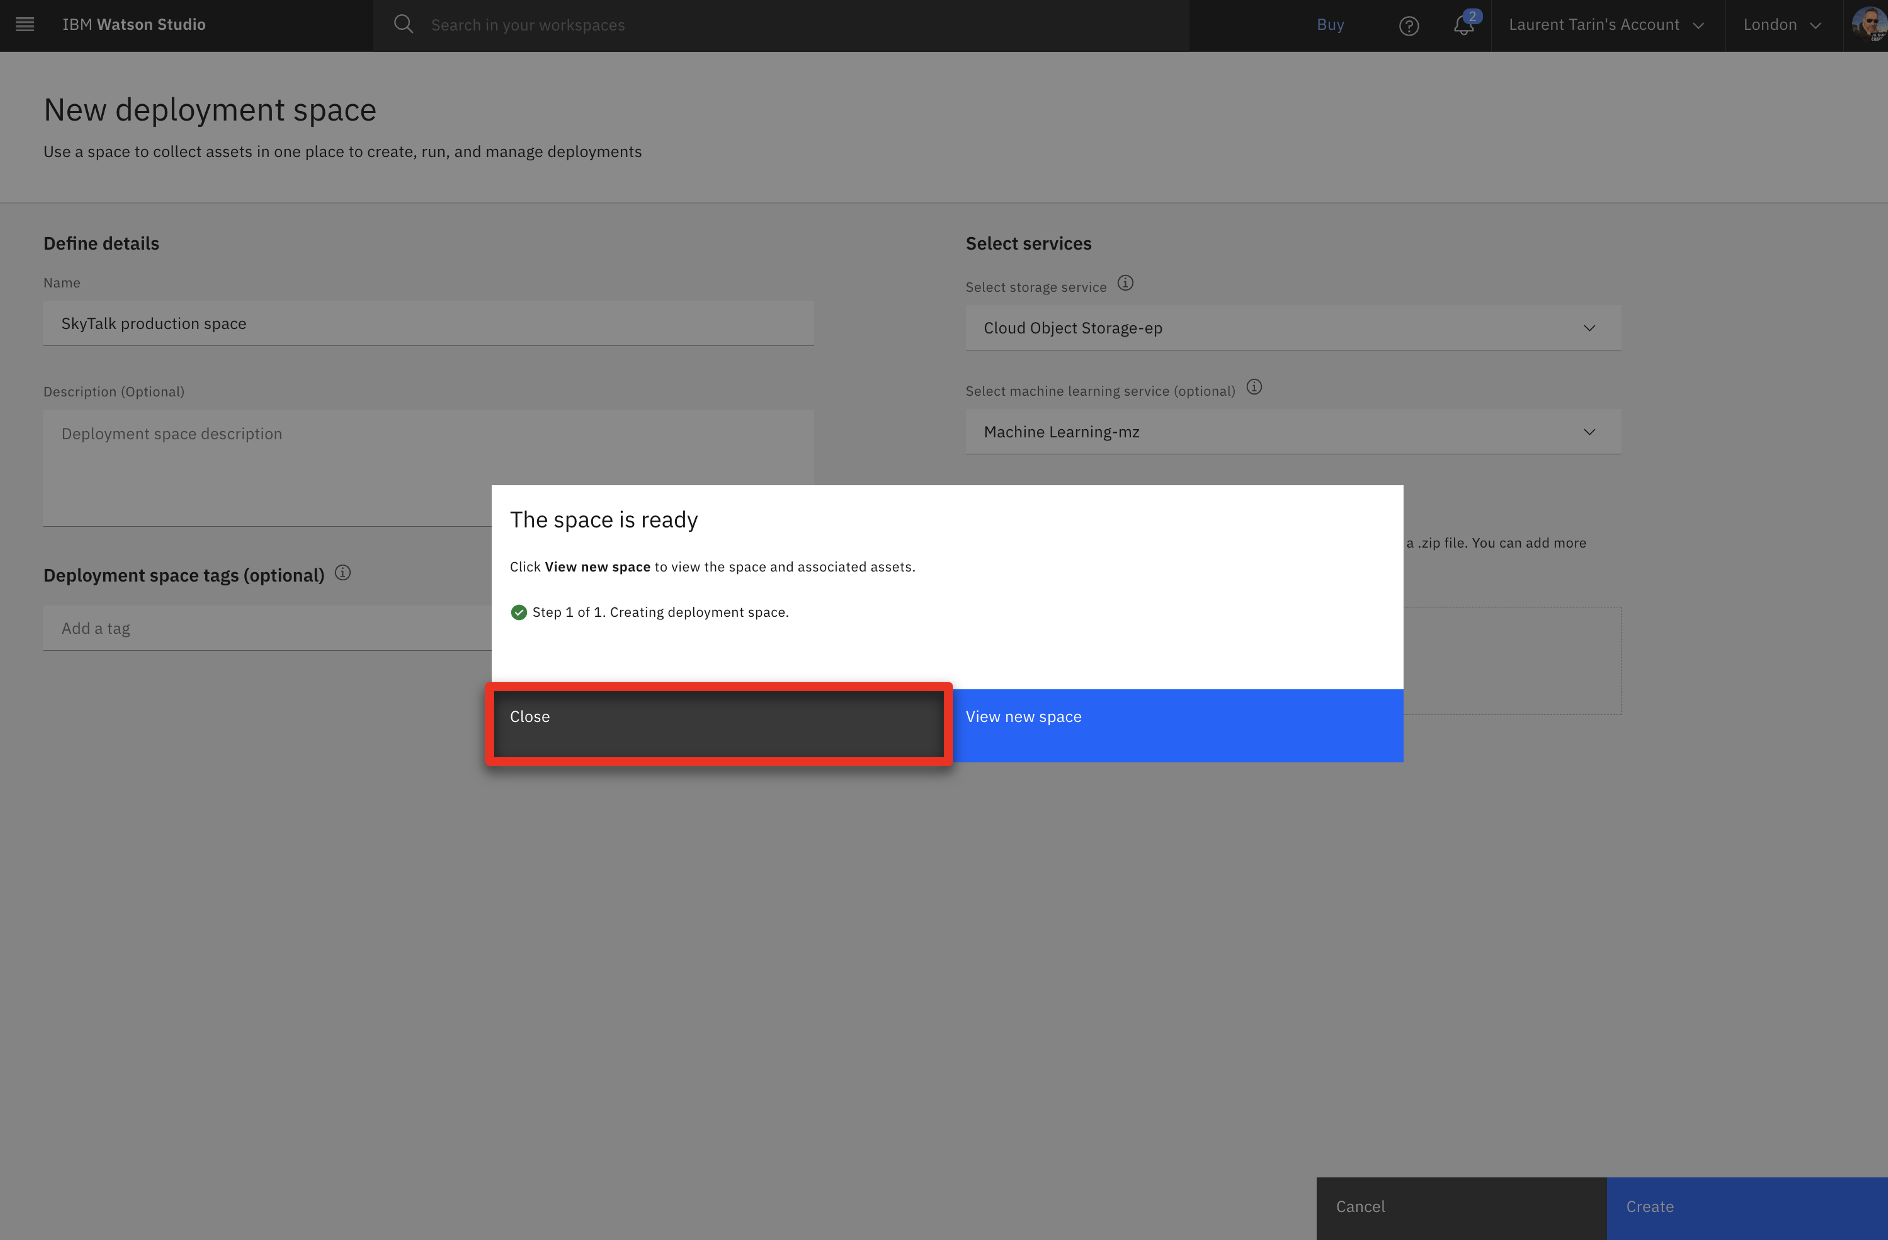 IBM Watson Studio
Search in your workspaces
Buy
2
Laurent Tarin's Account
London
New deployment space
Use a space to collect assets in one place to create, run, and manage deployments
Define details
Name
SkyTalk production space
Description (Optional)
Deployment space description
Deployment space tags (optional)
Add a tag
Select services
Select storage service
Cloud Object Storage-ep
Select machine learning service (optional)
Machine Learning-mz
a .zip file. You can add more
The space is ready
Click View new space to view the space and associated assets.
Step 1 of 1. Creating deployment space.
Close
View new space
Cancel
Create